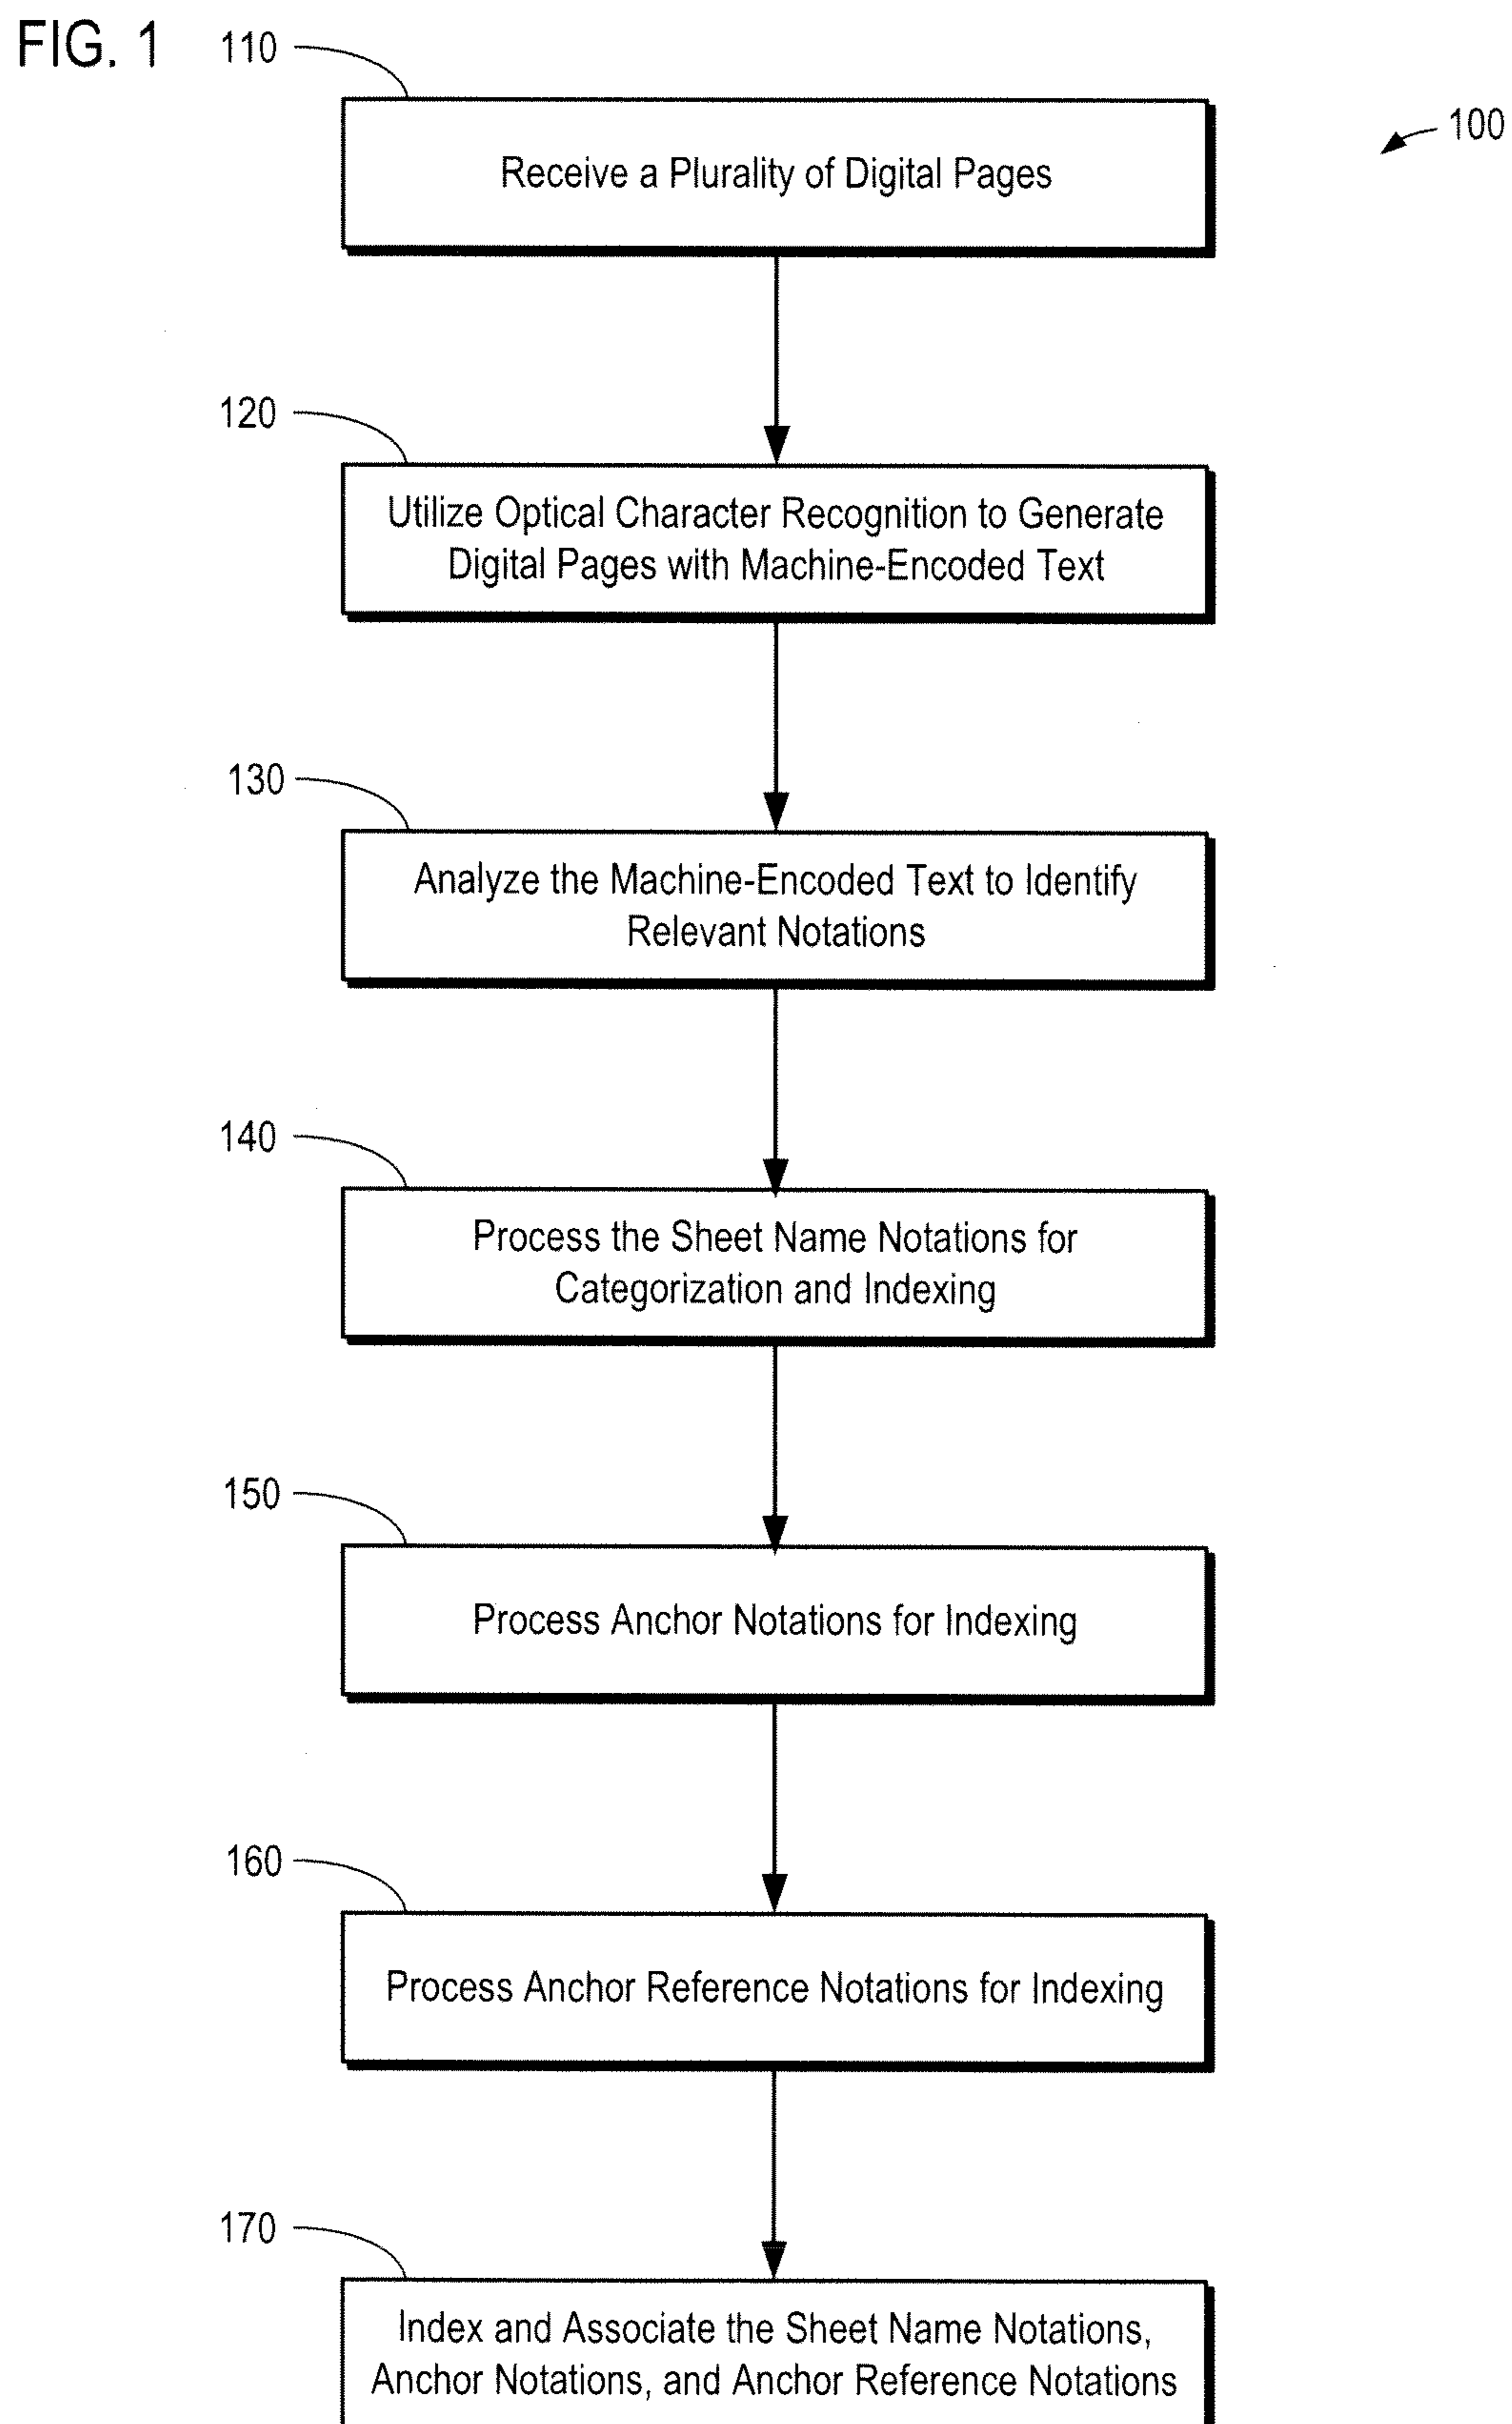 FIG. 1
110
100
Receive a Plurality of Digital Pages
120
Utilize Optical Character Recognition to Generate
Digital Pages with Machine-Encoded Text
130
Analyze the Machine-Encoded Text to Identify
Relevant Notations
140
Process the Sheet Name Notations for
Categorization and Indexing
150
Process Anchor Notations for Indexing
160
Process Anchor Reference Notations for Indexing
170
Index and Associate the Sheet Name Notations,
Anchor Notations, and Anchor Reference Notations